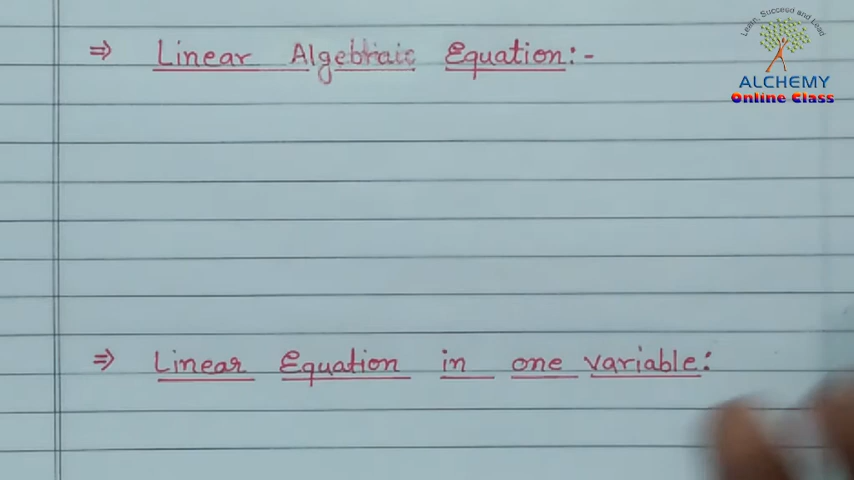 ⇒ Linear Algebraic Equation:-
Learn, Succeed and Lead
ALCHEMY
Online Class
⇒ Linear Equation in one variable: